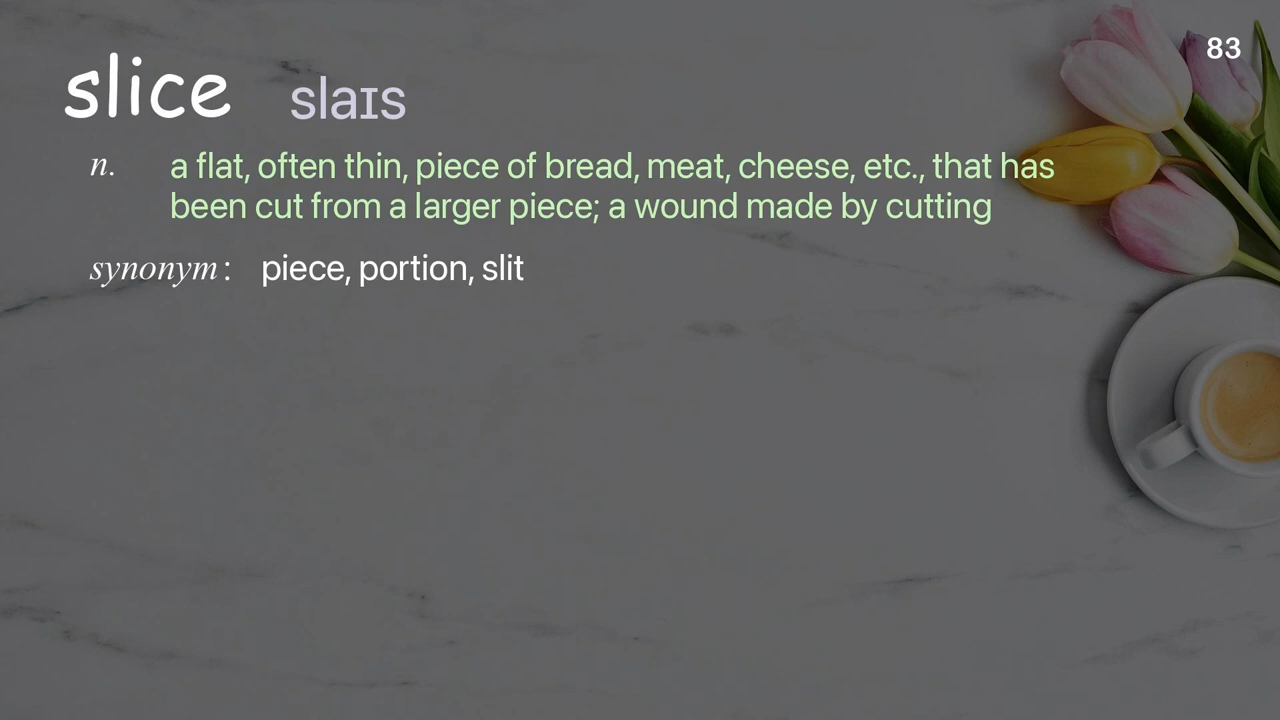 83
slice slaɪs
n. a flat, often thin, piece of bread, meat, cheese, etc., that has
been cut from a larger piece; a wound made by cutting
synonym: piece, portion, slit